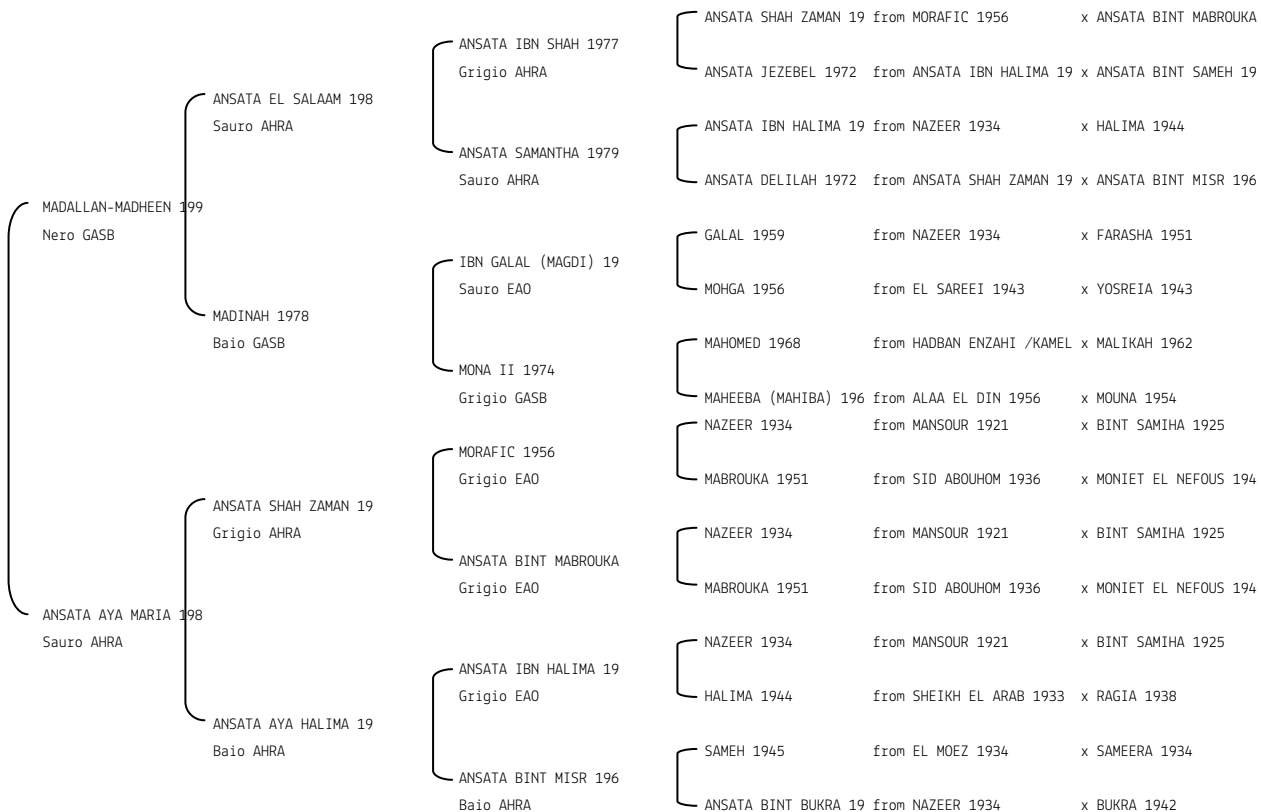 ANSATA SHAH ZAMAN 19 from MORAFIC 1956 x ANSATA BINT MABROUKA
ANSATA IBN SHAH 1977
Grigio AHRA
ANSATA JEZEBEL 1972 from ANSATA IBN HALIMA 19 x ANSATA BINT SAMEH 19
ANSATA EL SALAAM 198
Sauro AHRA
ANSATA IBN HALIMA 19 from NAZEER 1934 x HALIMA 1944
ANSATA SAMANTHA 1979
Sauro AHRA
ANSATA DELILAH 1972 from ANSATA SHAH ZAMAN 19 x ANSATA BINT MISR 196
MADALLAN-MADHEEN 199
Nero GASB
GALAL 1959 from NAZEER 1934 x FARASHA 1951
IBN GALAL (MAGDI) 19
Sauro EAO
MOHGA 1956 from EL SAREEI 1943 x YOSREIA 1943
MADINAH 1978
Baio GASB
MAHOMED 1968 from HADBAN ENZAHI /KAMEL x MALIKAH 1962
MONA II 1974
Grigio GASB
MAHEEBA (MAHIBA) 196 from ALAA EL DIN 1956 x MOUNA 1954
NAZEER 1934 from MANSOUR 1921 x BINT SAMIHA 1925
MORAFIC 1956
Grigio EAO
MABROUKA 1951 from SID ABOUHOM 1936 x MONIET EL NEFOUS 194
ANSATA SHAH ZAMAN 19
Grigio AHRA
NAZEER 1934 from MANSOUR 1921 x BINT SAMIHA 1925
ANSATA BINT MABROUKA
Grigio EAO
MABROUKA 1951 from SID ABOUHOM 1936 x MONIET EL NEFOUS 194
ANSATA AYA MARIA 198
Sauro AHRA
NAZEER 1934 from MANSOUR 1921 x BINT SAMIHA 1925
ANSATA IBN HALIMA 19
Grigio EAO
HALIMA 1944 from SHEIKH EL ARAB 1933 x RAGIA 1938
ANSATA AYA HALIMA 19
Baio AHRA
SAMEH 1945 from EL MOEZ 1934 x SAMEERA 1934
ANSATA BINT MISR 196
Baio AHRA
ANSATA BINT BUKRA 19 from NAZEER 1934 x BUKRA 1942